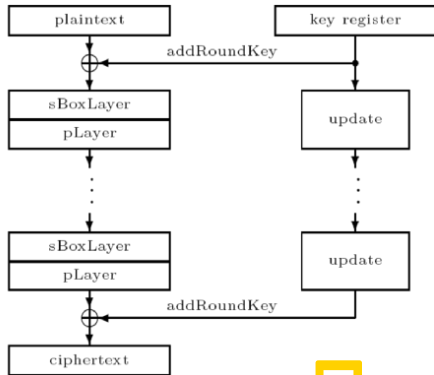 plaintext
key register
addRoundKey
sBoxLayer
pLayer
update
sBoxLayer
pLayer
update
addRoundKey
ciphertext